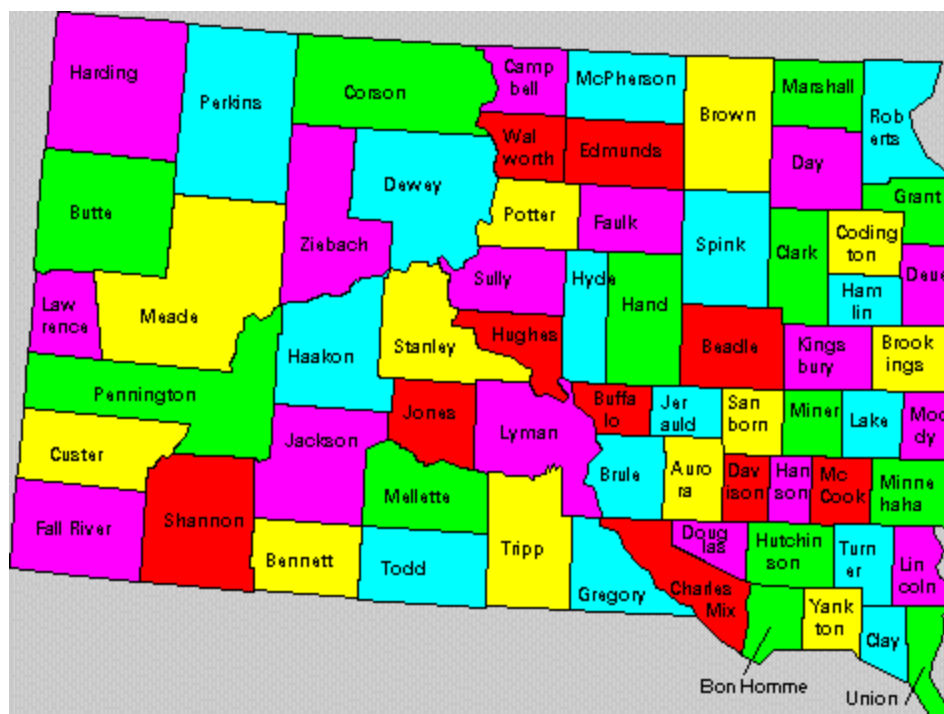 Harding
Perkins
Corson
Camp
bell
McPherson
Brown
Marshall
Rob
erts
Wal
worth
Edmunds
Day
Butte
Ziebach
Dewey
Potter
Faulk
Spink
Clark
Grant
Coding
ton
Law
rence
Meade
Sully
Hyde
Hand
Ham
lin
Deue
Haakon
Stanley
Hughes
Beadle
Kings
bury
Brook
ings
Pennington
Jones
Lyman
Buffa
lo
Jer
auld
San
born
Miner
Lake
Moo
dy
Custer
Jackson
Mellette
Brule
Auro
ra
Dav
ison
Han
son
Mc
Cook
Minne
haha
Fall River
Shannon
Bennett
Todd
Tripp
Gregory
Doug
las
Charles
Mix
Hutchin
son
Turn
er
Lin
coln
Yank
ton
Clay
Bon Homme
Union